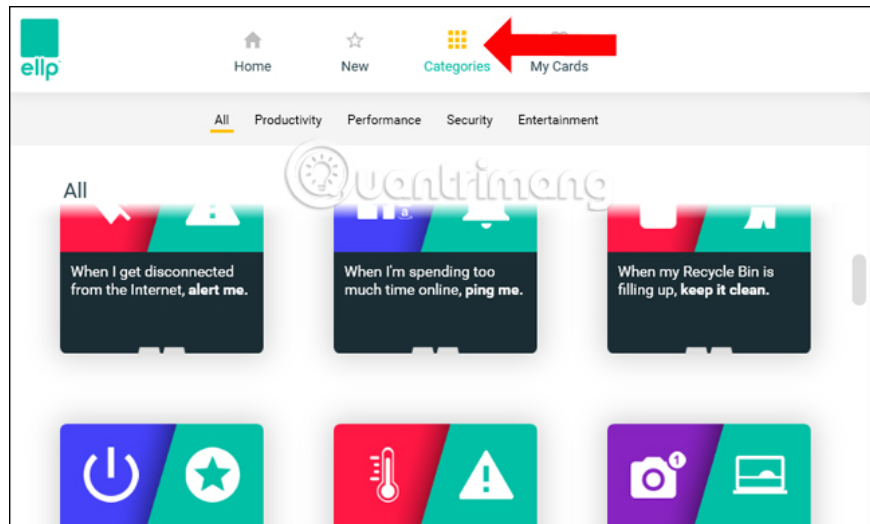 ellp
Home
New
Categories
My Cards
All
Productivity
Performance
Security
Entertainment
Quantrimang
All
a
When I get disconnected
from the Internet, alert me.
When I'm spending too
much time online, ping me.
When my Recycle Bin is
filling up, keep it clean.
1